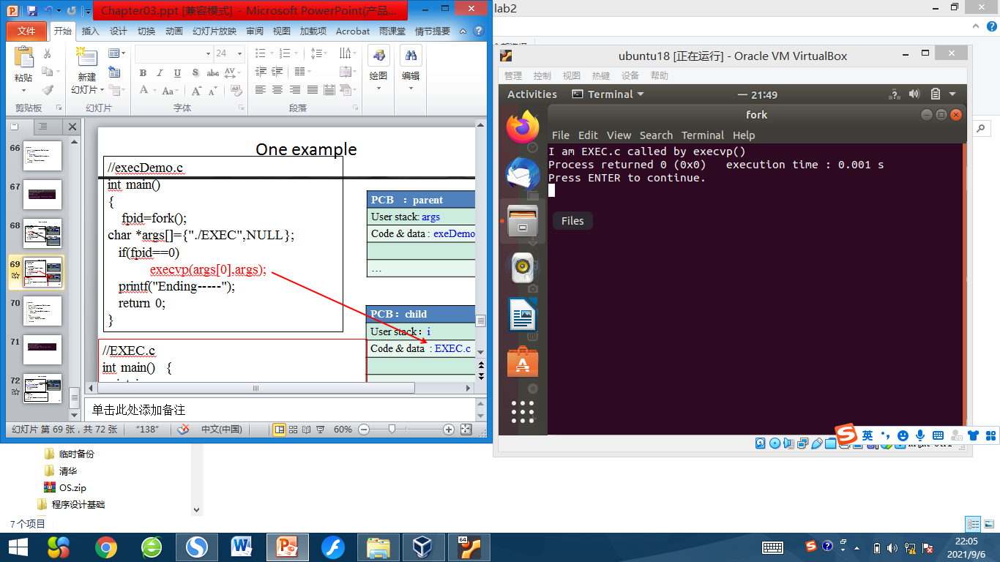 Chapter03.ppt [兼容模式] - Microsoft PowerPoint(产品...
文件 开始 插入 设计 切换 动画 幻灯片放映 审阅 视图 加载项 Acrobat 雨课堂 情节提要
24
粘贴
新建
幻灯片
绘图
编辑
剪贴板
幻灯片
字体
段落
66
67
68
69
70
71
72
One example
//execDemo.c
int main()
{
fpid=fork();
char *args[]={"./EXEC",NULL};
if(fpid==0)
execvp(args[0],args);
printf("Ending-----");
return 0;
}
//EXEC.c
int main() {
PCB ：parent
User stack: args
Code & data : exeDemo
…
PCB：child
User stack：i
Code & data : EXEC.c
单击此处添加备注
幻灯片 第 69 张，共 72 张
"138"
中文(中国)
60%
临时备份
清华
OS.zip
程序设计基础
7 个项目
lab2
ubuntu18 [正在运行] - Oracle VM VirtualBox
管理 控制 视图 热键 设备 帮助
Activities
Terminal
21:49
fork
File Edit View Search Terminal Help
I am EXEC.c called by execvp()
Process returned 0 (0x0) execution time : 0.001 s
Press ENTER to continue.
Files
英
22:05
2021/9/6